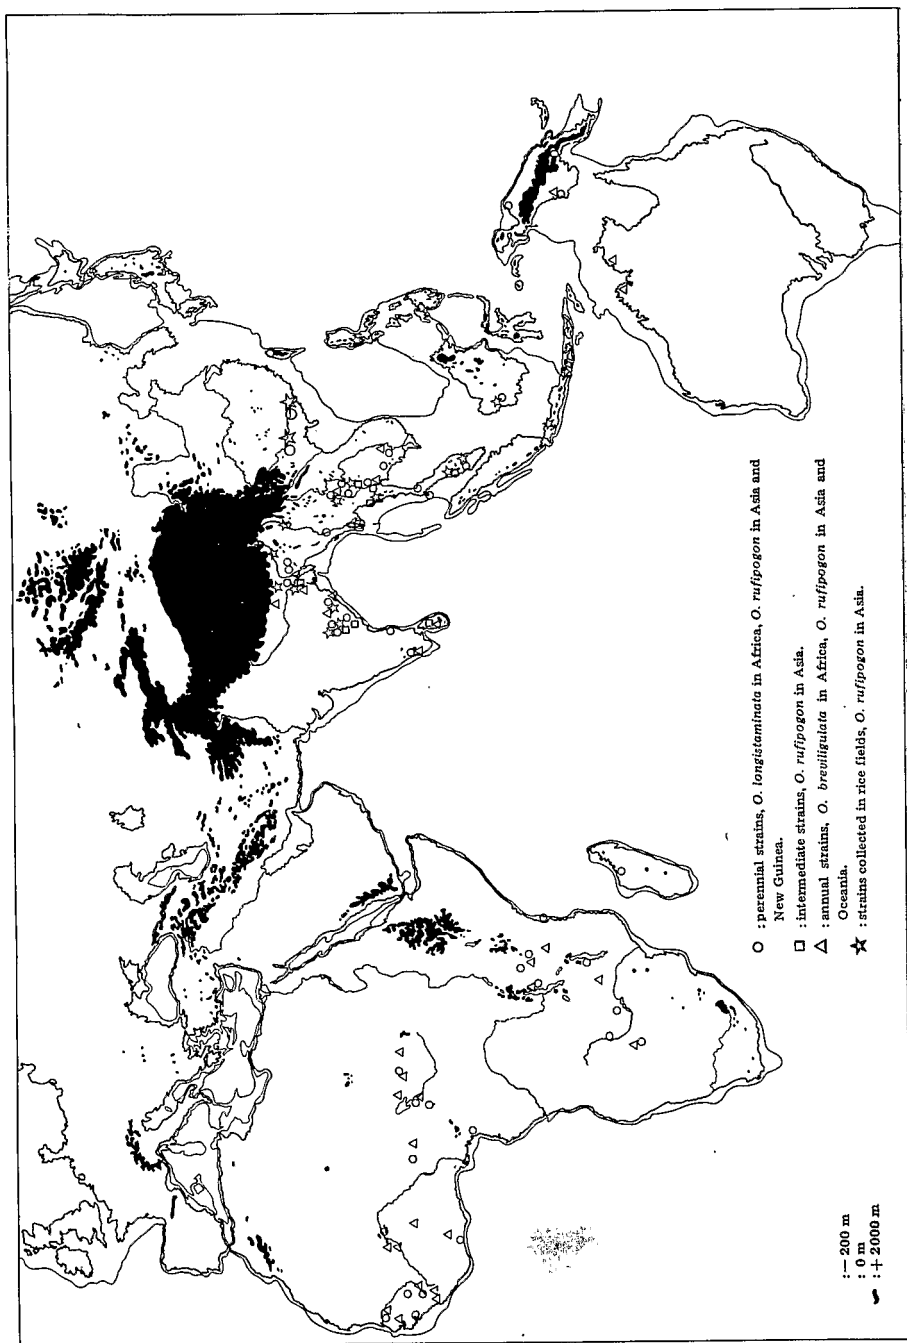 ○ : perennial strains, O. longistaminata in Africa, O. rufipogon in Asia and
New Guinea.
□ : intermediate strains, O. rufipogon in Asia.
△ : annual strains, O. breviligulata in Africa, O. rufipogon in Asia and
Oceania.
☆ : strains collected in rice fields, O. rufipogon in Asia.
: − 200 m
: 0 m
: + 2000 m